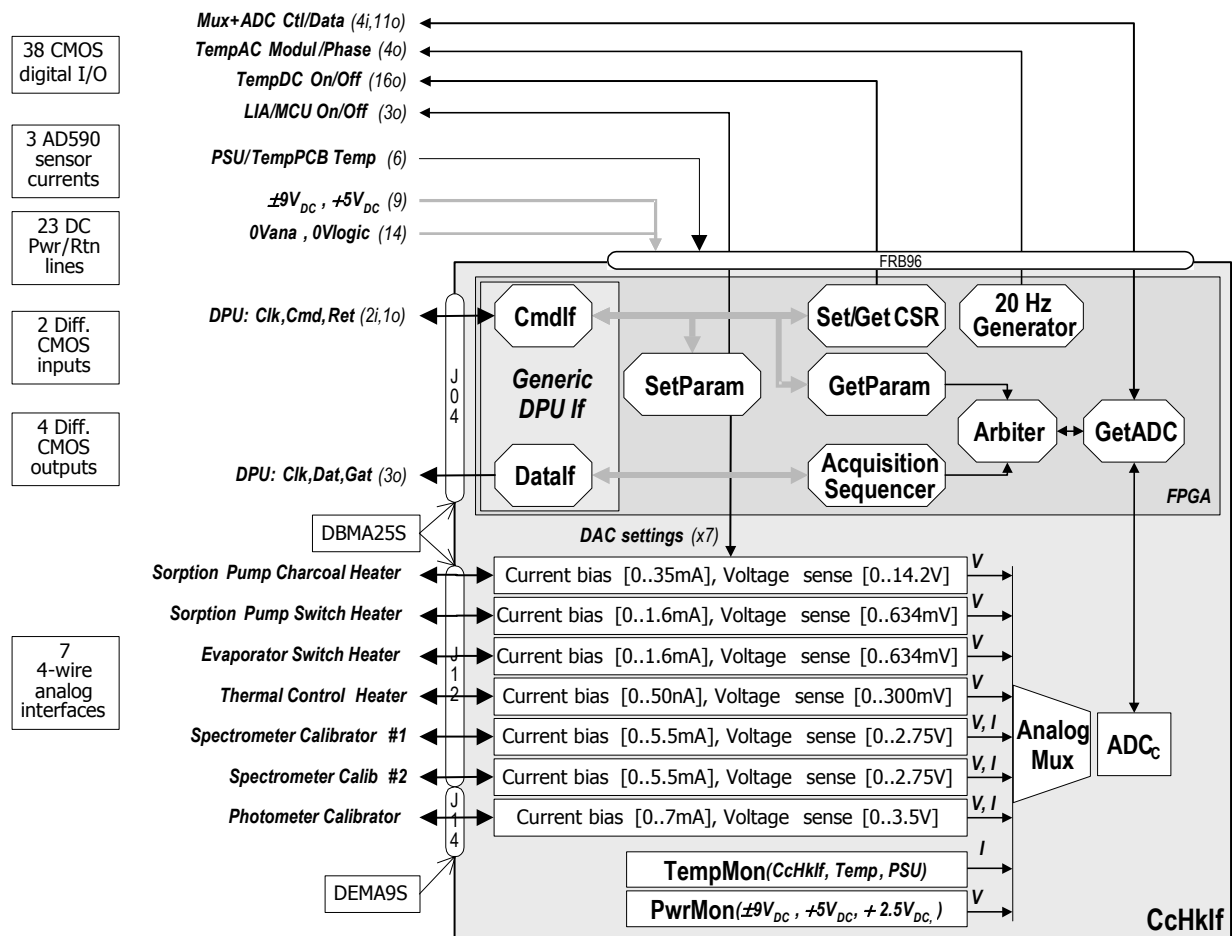 Mux+ADC Ctl/Data (4i,11o)
TempAC Modul/Phase (4o)
TempDC On/Off (16o)
LIA/MCU On/Off (3o)
PSU/TempPCB Temp (6)
±9VDC , +5VDC (9)
0Vana , 0Vlogic (14)
38 CMOS
digital I/O
3 AD590
sensor
currents
23 DC
Pwr/Rtn
lines
2 Diff.
CMOS
inputs
4 Diff.
CMOS
outputs
7
4-wire
analog
interfaces
FRB96
DPU: Clk,Cmd,Ret (2i,1o)
J04
CmdIf
Set/Get CSR
20 Hz
Generator
Generic
DPU If
SetParam
GetParam
Arbiter
GetADC
DPU: Clk,Dat,Gat (3o)
DataIf
Acquisition
Sequencer
FPGA
DBMA25S
DAC settings (x7)
Sorption Pump Charcoal Heater
Current bias [0..35mA], Voltage sense [0..14.2V]
V
Sorption Pump Switch Heater
Current bias [0..1.6mA], Voltage sense [0..634mV]
V
Evaporator Switch Heater
J12
Current bias [0..1.6mA], Voltage sense [0..634mV]
V
Thermal Control Heater
Current bias [0..50nA], Voltage sense [0..300mV]
V
Spectrometer Calibrator #1
Current bias [0..5.5mA], Voltage sense [0..2.75V]
V, I
Spectrometer Calib #2
Current bias [0..5.5mA], Voltage sense [0..2.75V]
V, I
Photometer Calibrator
J14
Current bias [0..7mA], Voltage sense [0..3.5V]
V, I
Analog
Mux
ADCC
DEMA9S
TempMon(CcHkIf, Temp, PSU)
I
PwrMon(±9VDC , +5VDC, + 2.5VDC, )
V
CcHkIf